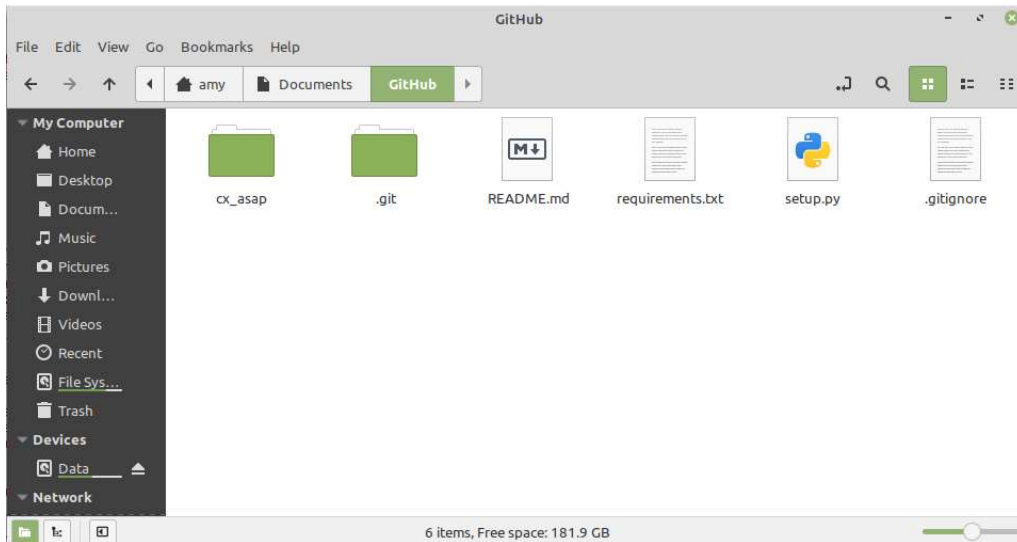 GitHub
File Edit View Go Bookmarks Help
amy Documents GitHub
My Computer
Home
Desktop
Docum...
Music
Pictures
Downl...
Videos
Recent
File Sys...
Trash
Devices
Data
Network
cx_asap .git README.md requirements.txt setup.py .gitignore
6 items, Free space: 181.9 GB